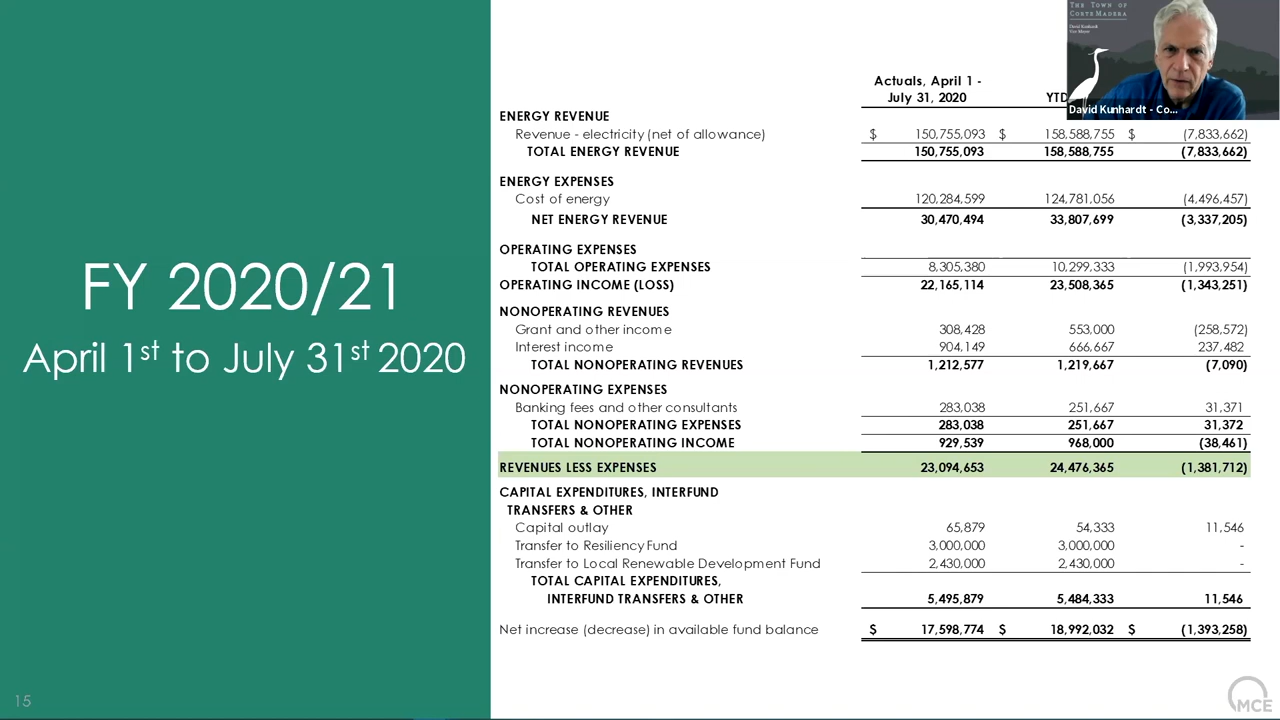 FY 2020/21
April 1st to July 31st 2020
15
THE TOWN OF
CORTE MADERA
David Kunhardt
Vice Mayor
David Kunhardt - Co...
Actuals, April 1 -
July 31, 2020 YTD
ENERGY REVENUE
Revenue - electricity (net of allowance) $ 150,755,093 $ 158,588,755 $ (7,833,662)
TOTAL ENERGY REVENUE 150,755,093 158,588,755 (7,833,662)
ENERGY EXPENSES
Cost of energy 120,284,599 124,781,056 (4,496,457)
NET ENERGY REVENUE 30,470,494 33,807,699 (3,337,205)
OPERATING EXPENSES
TOTAL OPERATING EXPENSES 8,305,380 10,299,333 (1,993,954)
OPERATING INCOME (LOSS) 22,165,114 23,508,365 (1,343,251)
NONOPERATING REVENUES
Grant and other income 308,428 553,000 (258,572)
Interest income 904,149 666,667 237,482
TOTAL NONOPERATING REVENUES 1,212,577 1,219,667 (7,090)
NONOPERATING EXPENSES
Banking fees and other consultants 283,038 251,667 31,371
TOTAL NONOPERATING EXPENSES 283,038 251,667 31,372
TOTAL NONOPERATING INCOME 929,539 968,000 (38,461)
REVENUES LESS EXPENSES 23,094,653 24,476,365 (1,381,712)
CAPITAL EXPENDITURES, INTERFUND
TRANSFERS & OTHER
Capital outlay 65,879 54,333 11,546
Transfer to Resiliency Fund 3,000,000 3,000,000 -
Transfer to Local Renewable Development Fund 2,430,000 2,430,000 -
TOTAL CAPITAL EXPENDITURES,
INTERFUND TRANSFERS & OTHER 5,495,879 5,484,333 11,546
Net increase (decrease) in available fund balance $ 17,598,774 $ 18,992,032 $ (1,393,258)
MCE